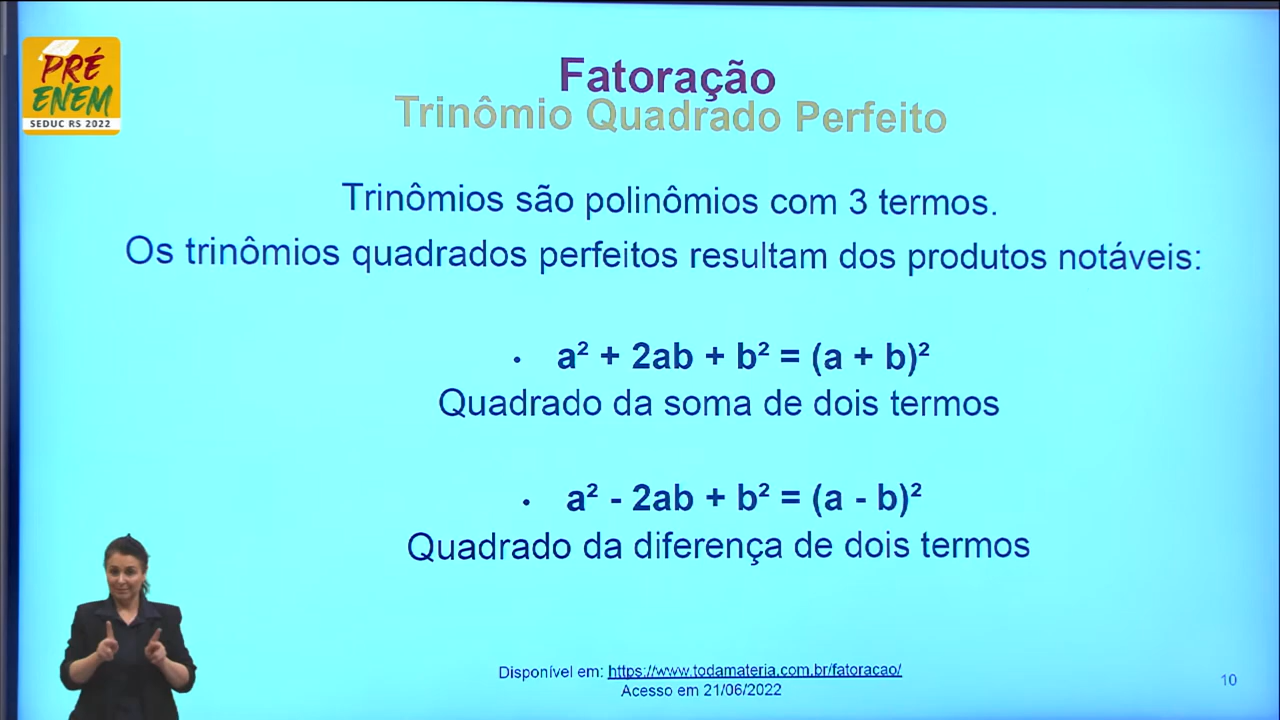 PRÉ
ENEM
SEDUC RS 2022
Fatoração
Trinômio Quadrado Perfeito
Trinômios são polinômios com 3 termos.
Os trinômios quadrados perfeitos resultam dos produtos notáveis:
• a² + 2ab + b² = (a + b)²
Quadrado da soma de dois termos
• a² - 2ab + b² = (a - b)²
Quadrado da diferença de dois termos
Disponível em: https://www.todamateria.com.br/fatoracao/
Acesso em 21/06/2022
10